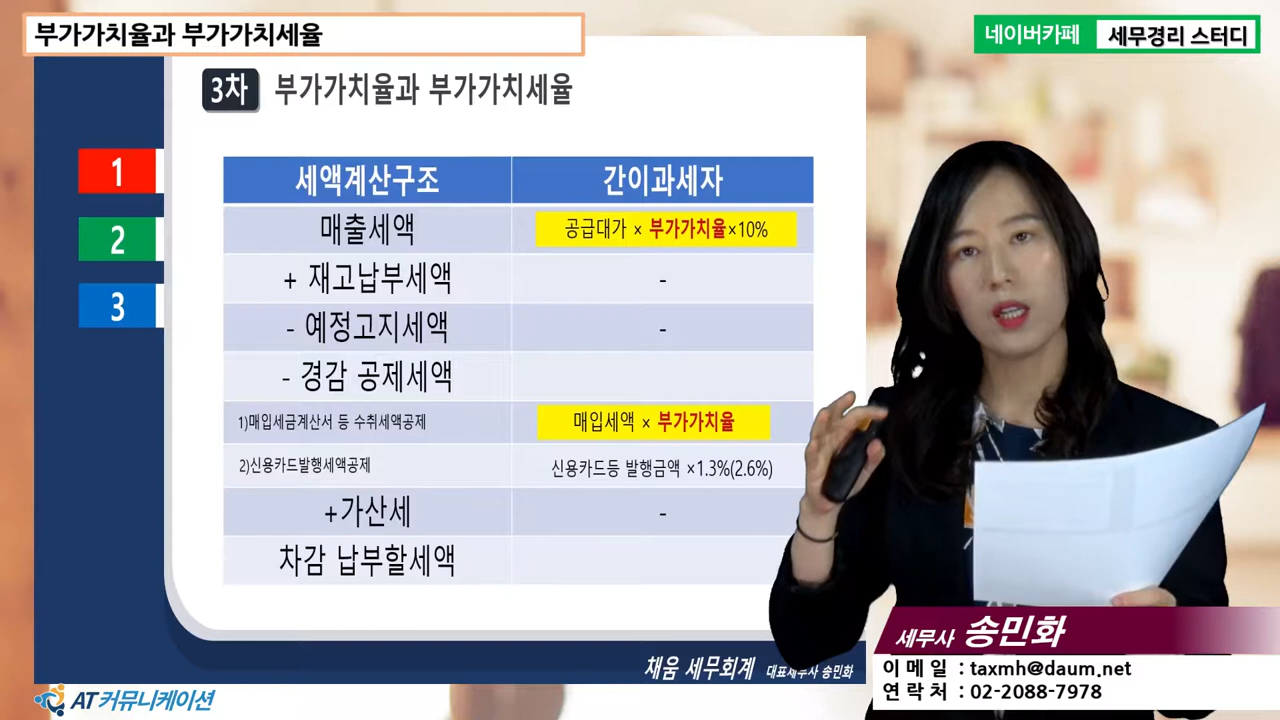 부가가치율과 부가가치세율
네이버카페 세무경리 스터디
3차 부가가치율과 부가가치세율
1
2
3
세액계산구조 간이과세자
매출세액 공급대가 × 부가가치율×10%
+ 재고납부세액 -
- 예정고지세액 -
- 경감 공제세액
1)매입세금계산서 등 수취세액공제 매입세액 × 부가가치율
2)신용카드발행세액공제 신용카드등 발행금액 ×1.3%(2.6%)
+가산세 -
차감 납부할세액
세무사 송민화
이 메 일 : taxmh@daum.net
연 락 처 : 02-2088-7978
채움 세무회계 대표세무사 송민화
AT커뮤니케이션